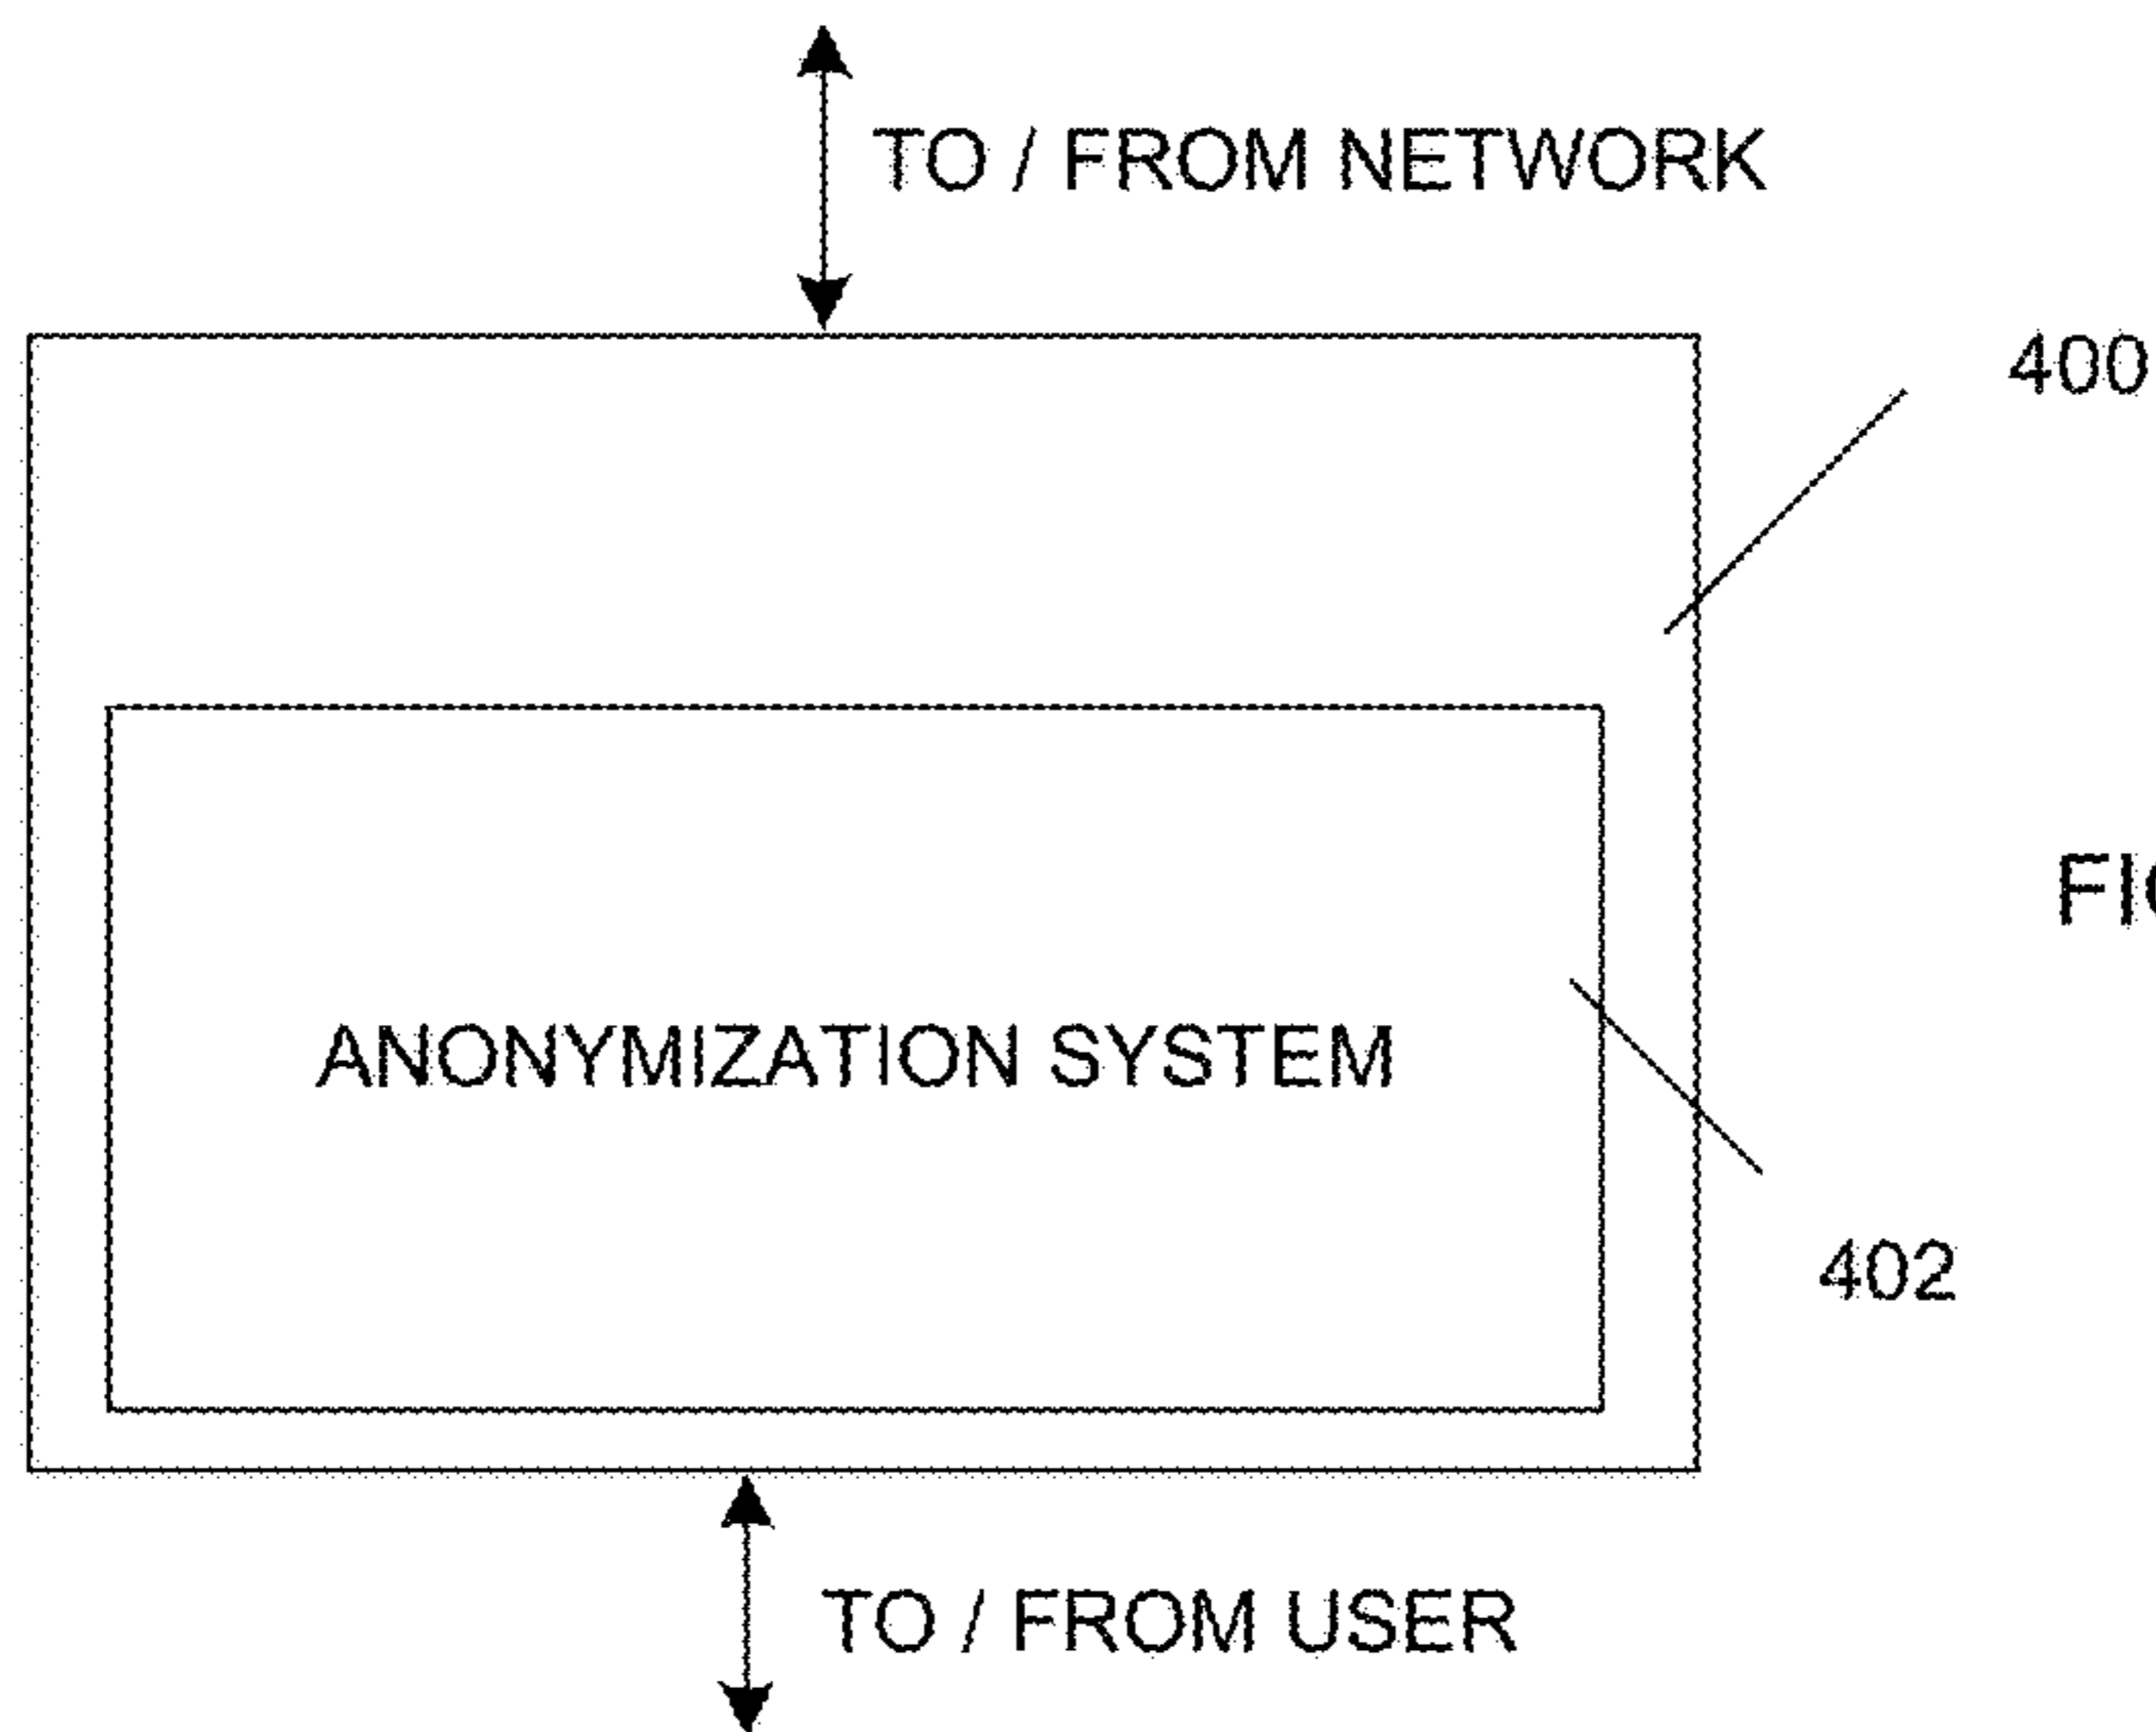 TO / FROM NETWORK
400
ANONYMIZATION SYSTEM
402
TO / FROM USER